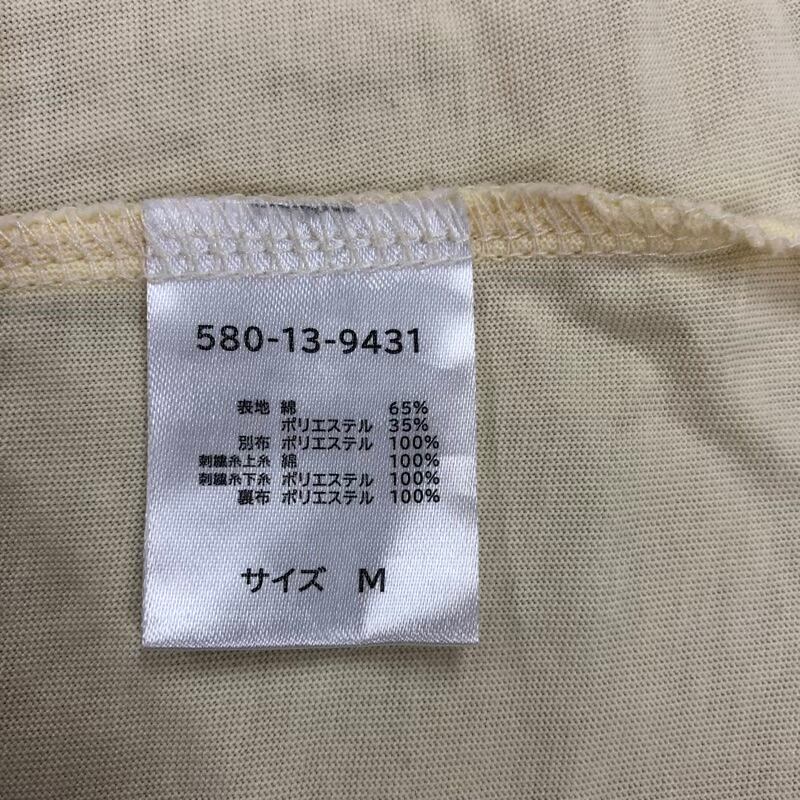 580-13-9431
表地 綿 65%
ポリエステル 35%
別布 ポリエステル 100%
刺繍糸上糸 綿 100%
刺繍糸下糸 ポリエステル 100%
裏布 ポリエステル 100%
サイズ M